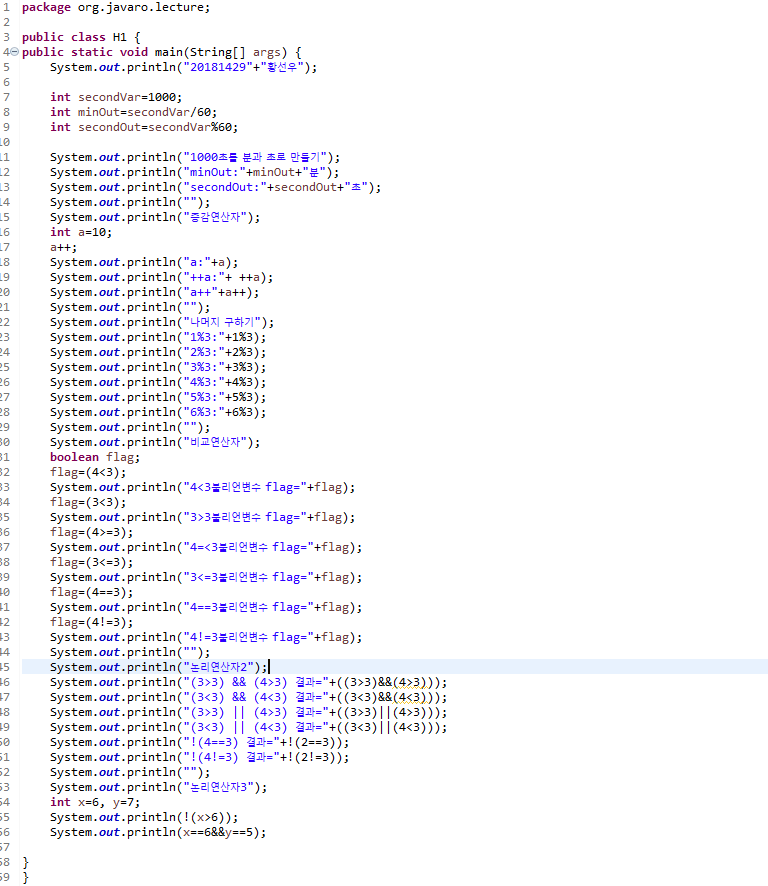 1 package org.javaro.lecture;
2
3 public class H1 {
4 public static void main(String[] args) {
5 System.out.println("20181429"+"황선우");
6
7 int secondVar=1000;
8 int minOut=secondVar/60;
9 int secondOut=secondVar%60;
10
11 System.out.println("1000초를 분과 초로 만들기");
12 System.out.println("minOut:"+minOut+"분");
13 System.out.println("secondOut:"+secondOut+"초");
14 System.out.println("");
15 System.out.println("증감연산자");
16 int a=10;
17 a++;
18 System.out.println("a:"+a);
19 System.out.println("++a:"+ ++a);
20 System.out.println("a++"+a++);
21 System.out.println("");
22 System.out.println("나머지 구하기");
23 System.out.println("1%3:"+1%3);
24 System.out.println("2%3:"+2%3);
25 System.out.println("3%3:"+3%3);
26 System.out.println("4%3:"+4%3);
27 System.out.println("5%3:"+5%3);
28 System.out.println("6%3:"+6%3);
29 System.out.println("");
30 System.out.println("비교연산자");
31 boolean flag;
32 flag=(4<3);
33 System.out.println("4<3불리언변수 flag="+flag);
34 flag=(3<3);
35 System.out.println("3>3불리언변수 flag="+flag);
36 flag=(4>=3);
37 System.out.println("4=<3불리언변수 flag="+flag);
38 flag=(3<=3);
39 System.out.println("3<=3불리언변수 flag="+flag);
40 flag=(4==3);
41 System.out.println("4==3불리언변수 flag="+flag);
42 flag=(4!=3);
43 System.out.println("4!=3불리언변수 flag="+flag);
44 System.out.println("");
45 System.out.println("논리연산자2");
46 System.out.println("(3>3) && (4>3) 결과="+((3>3)&&(4>3)));
47 System.out.println("(3<3) && (4<3) 결과="+((3<3)&&(4<3)));
48 System.out.println("(3>3) || (4>3) 결과="+((3>3)||(4>3)));
49 System.out.println("(3<3) || (4<3) 결과="+((3<3)||(4<3)));
50 System.out.println("!(4==3) 결과="+!(2==3));
51 System.out.println("!(4!=3) 결과="+!(2!=3));
52 System.out.println("");
53 System.out.println("논리연산자3");
54 int x=6, y=7;
55 System.out.println(!(x>6));
56 System.out.println(x==6&&y==5);
57
58 }
59 }